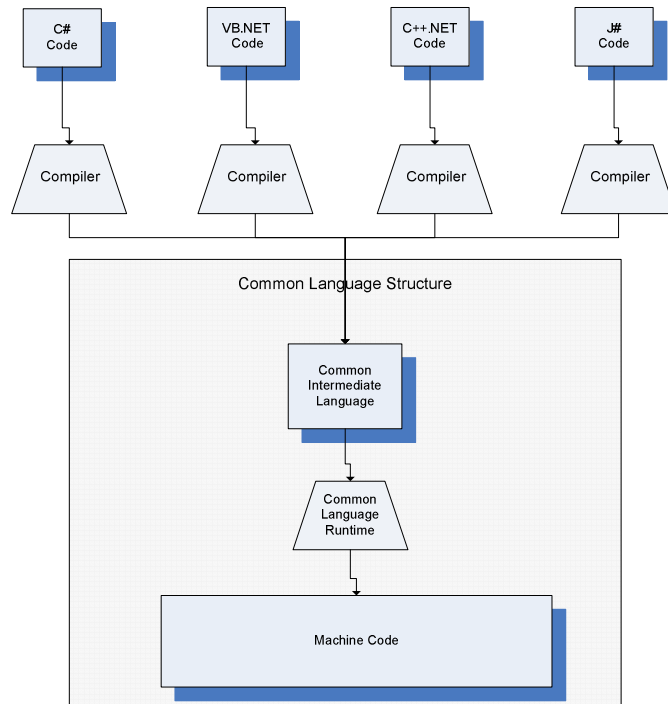 C#
Code
VB.NET
Code
C++.NET
Code
J#
Code
Compiler
Compiler
Compiler
Compiler
Common Language Structure
Common
Intermediate
Language
Common
Language
Runtime
Machine Code